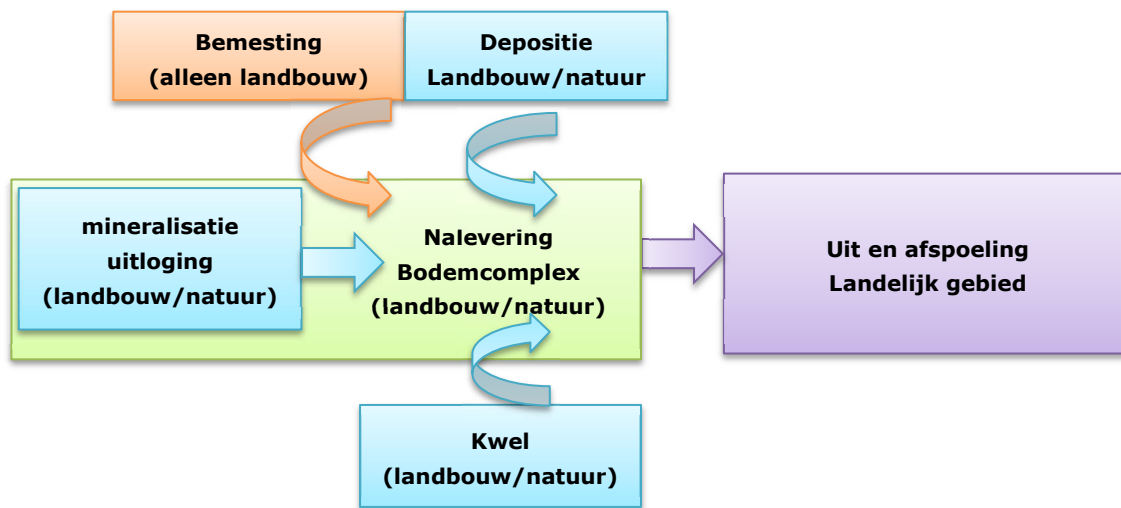 Bemesting
(alleen landbouw)
Depositie
Landbouw/natuur
mineralisatie
uitloging
(landbouw/natuur)
Nalevering
Bodemcomplex
(landbouw/natuur)
Uit en afspoeling
Landelijk gebied
Kwel
(landbouw/natuur)